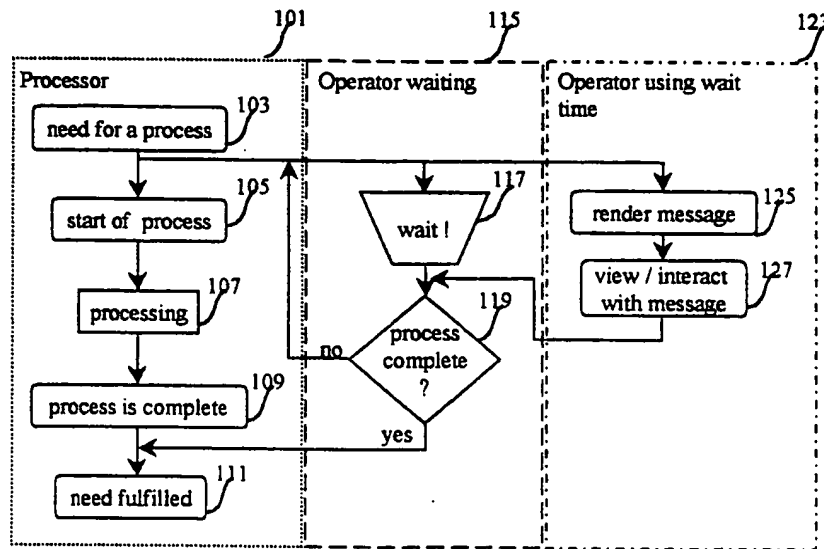 101
115
123
Processor
Operator waiting
Operator using wait
time
need for a process
103
start of process
105
wait !
117
render message
125
processing
107
view / interact
with message
127
process
complete
?
119
no
process is complete
109
yes
need fulfilled
111